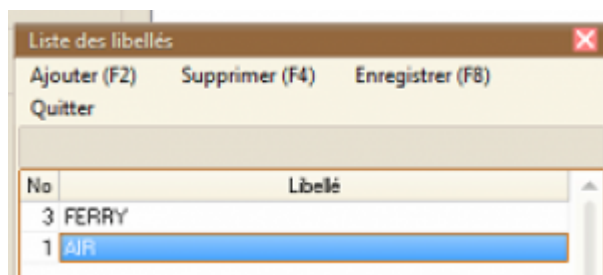 Liste des libellés
Ajouter (F2) Supprimer (F4) Enregistrer (F8)
Quitter
No Libellé
3 FERRY
1 AIR